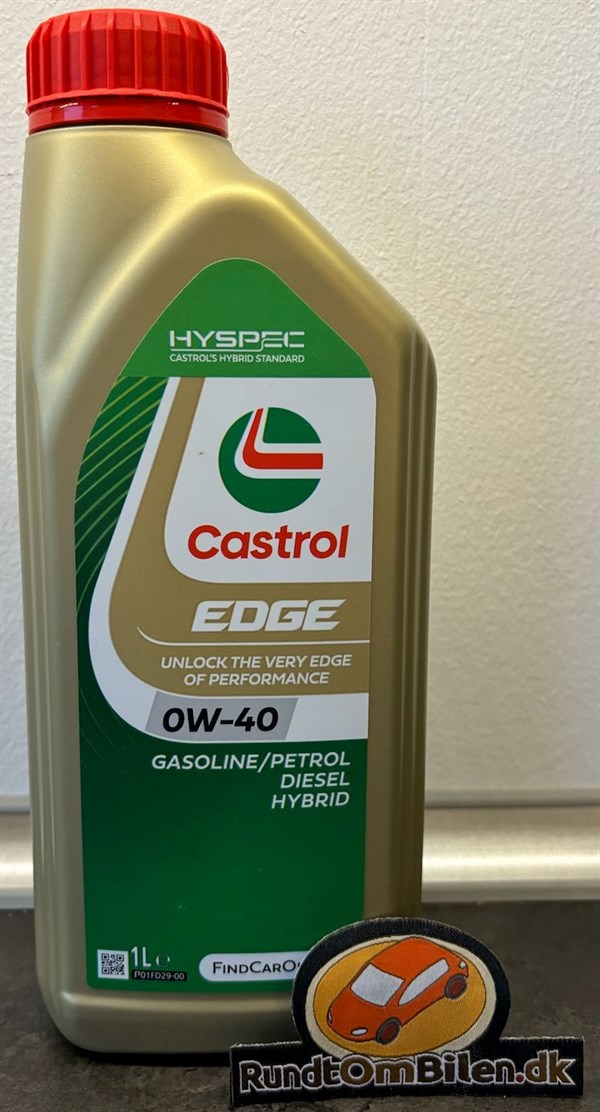 HYSPEC
CASTROL'S HYBRID STANDARD
Castrol
EDGE
UNLOCK THE VERY EDGE
OF PERFORMANCE
0W-40
GASOLINE/PETROL
DIESEL
HYBRID
1L e
P01FD29-00
RundtOmBilen.dk